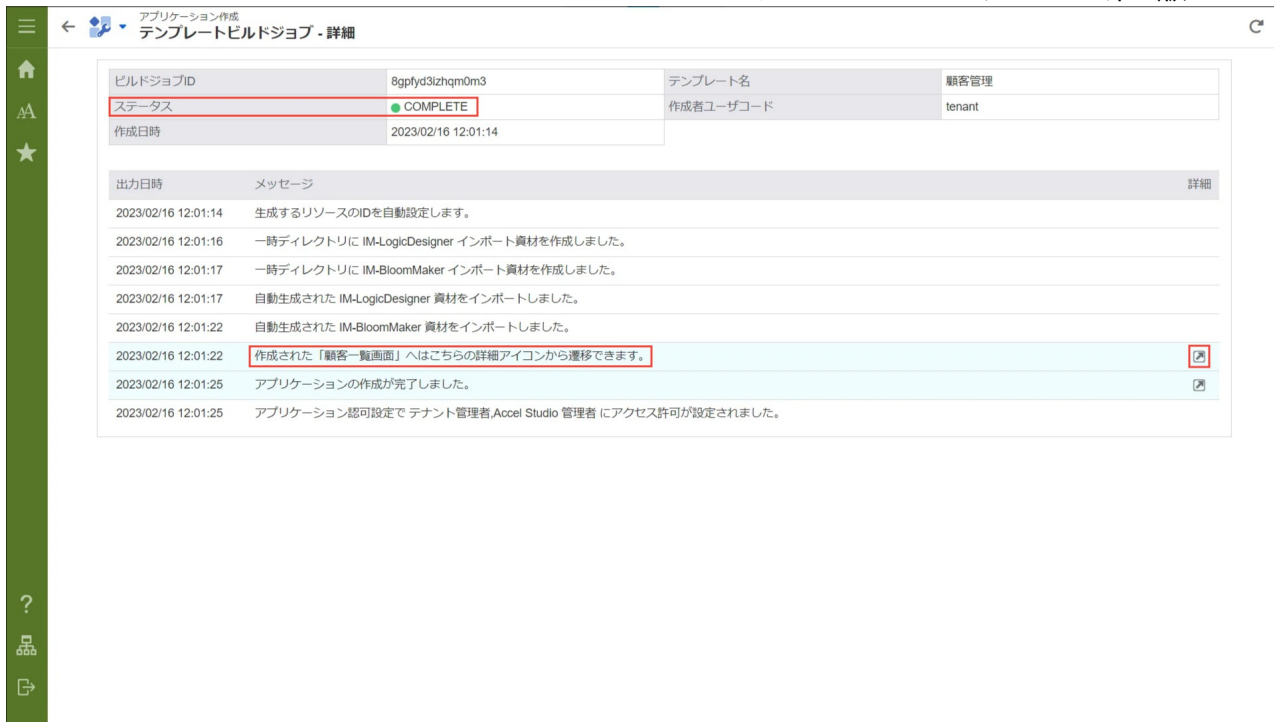 アプリケーション作成
テンプレートビルドジョブ - 詳細
ビルドジョブID 8gpfyd3izhqm0m3 テンプレート名 顧客管理
ステータス COMPLETE 作成者ユーザコード tenant
作成日時 2023/02/16 12:01:14
出力日時 メッセージ 詳細
2023/02/16 12:01:14 生成するリソースのIDを自動設定します。
2023/02/16 12:01:16 一時ディレクトリに IM-LogicDesigner インポート資材を作成しました。
2023/02/16 12:01:17 一時ディレクトリに IM-BloomMaker インポート資材を作成しました。
2023/02/16 12:01:17 自動生成された IM-LogicDesigner 資材をインポートしました。
2023/02/16 12:01:22 自動生成された IM-BloomMaker 資材をインポートしました。
2023/02/16 12:01:22 作成された「顧客一覧画面」へはこちらの詳細アイコンから遷移できます。
2023/02/16 12:01:25 アプリケーションの作成が完了しました。
2023/02/16 12:01:25 アプリケーション認可設定で テナント管理者,Accel Studio 管理者 にアクセス許可が設定されました。